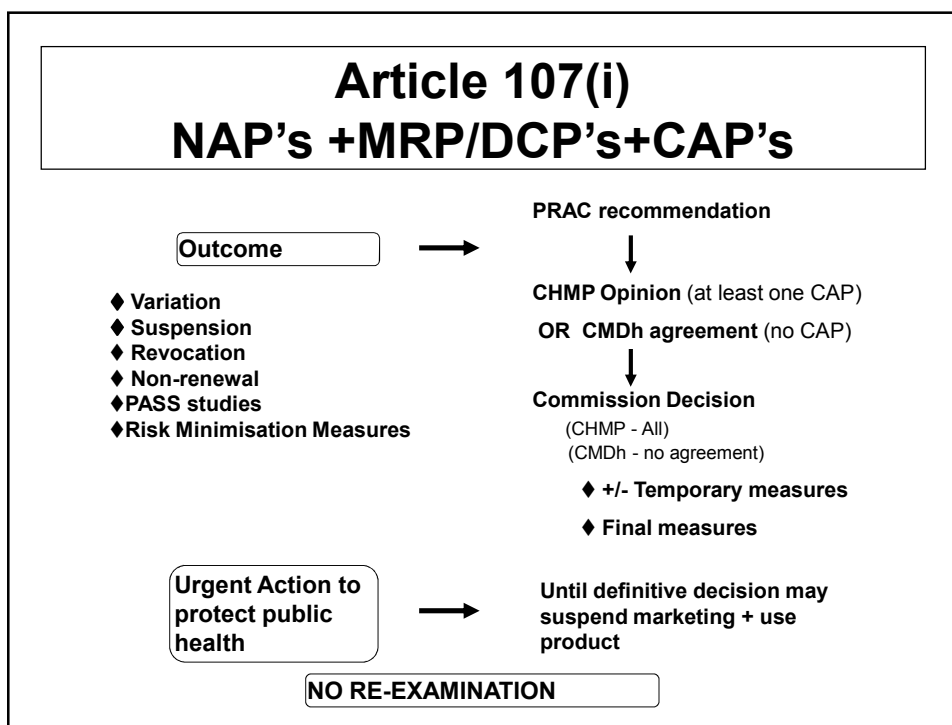 Article 107(i)
NAP’s +MRP/DCP’s+CAP’s
Outcome
♦ Variation
♦ Suspension
♦ Revocation
♦ Non-renewal
♦PASS studies
♦Risk Minimisation Measures
PRAC recommendation
CHMP Opinion (at least one CAP)
OR CMDh agreement (no CAP)
Commission Decision
(CHMP - All)
(CMDh - no agreement)
♦ +/- Temporary measures
♦ Final measures
Urgent Action to
protect public
health
Until definitive decision may
suspend marketing + use
product
NO RE-EXAMINATION